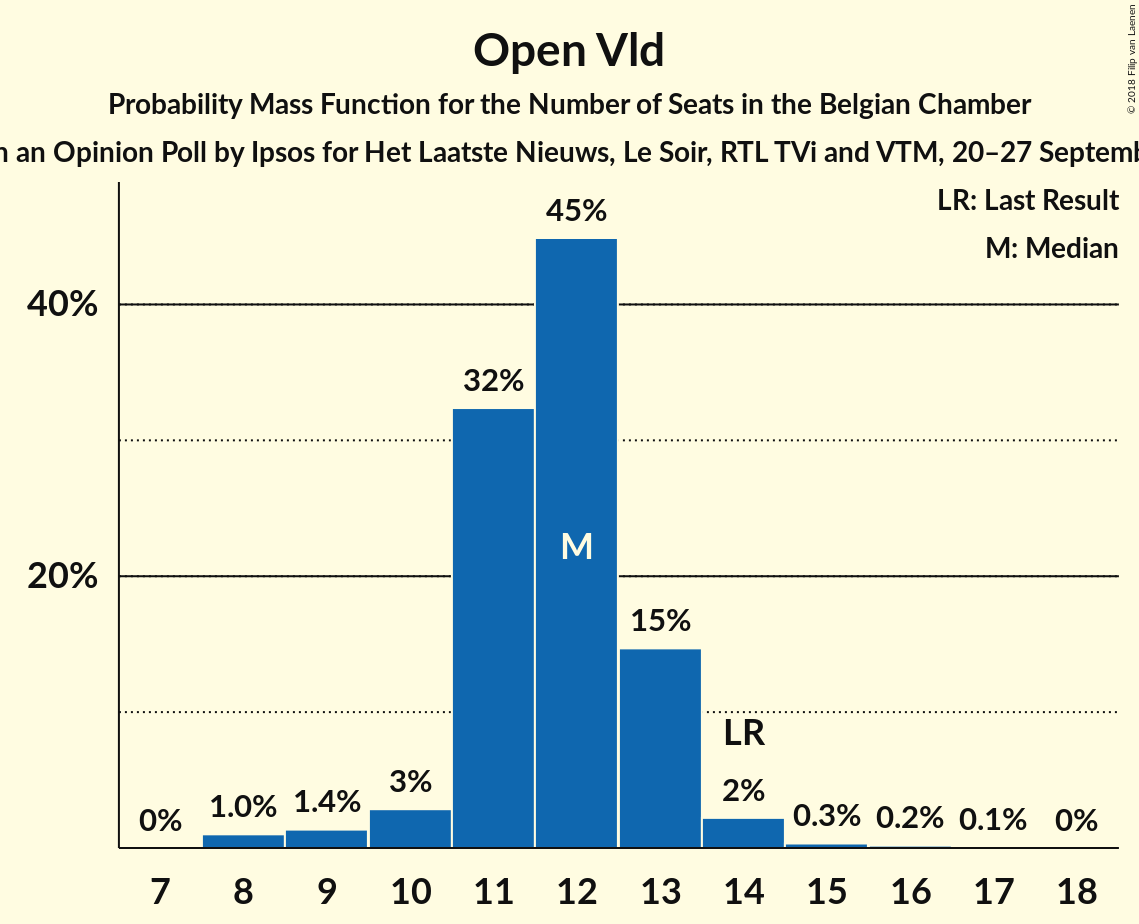 Open Vld
Probability Mass Function for the Number of Seats in the Belgian Chamber
an Opinion Poll by Ipsos for Het Laatste Nieuws, Le Soir, RTL TVi and VTM, 20–27
© 2018 Filip van Laenen
LR: Last Result
M: Median
45%
40%
32%
M
20%
15%
LR
3%
2%
1.4%
1.0%
0.3%
0.2%
0.1%
0%
0%
7 8 9 10 11 12 13 14 15 16 17 18